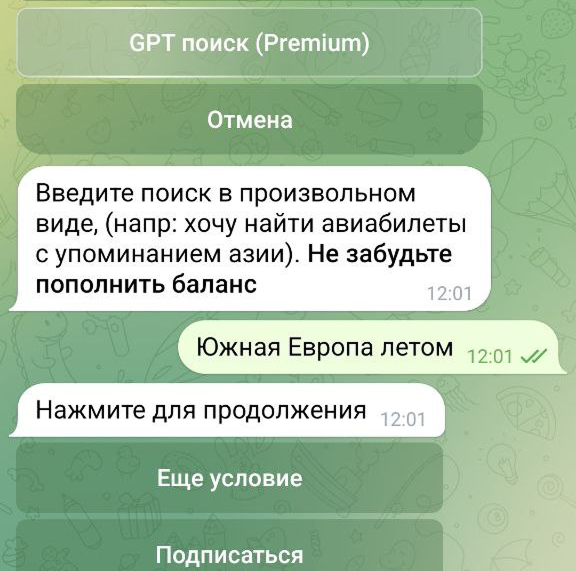 GPT поиск (Premium)
Отмена
Введите поиск в произвольном
виде, (напр: хочу найти авиабилеты
с упоминанием азии). Не забудьте
пополнить баланс
12:01
Южная Европа летом 12:01
Нажмите для продолжения 12:01
Еще условие
Подписаться